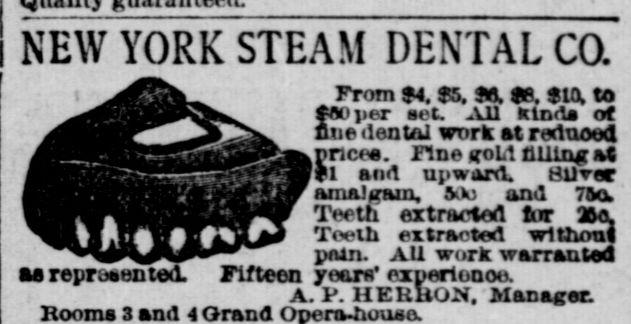 Quality guaranteed.
NEW YORK STEAM DENTAL CO.
From $4, $5, $6, $8, $10, to
$60 per set. All kinds of
fine dental work at reduced
prices. Fine gold filling at
$1 and upward. Silver
amalgam, 50c and 75c.
Teeth extracted for 25c.
Teeth extracted without
pain. All work warranted
as represented. Fifteen years' experience.
A. P. HERRON, Manager.
Rooms 3 and 4 Grand Opera-house.